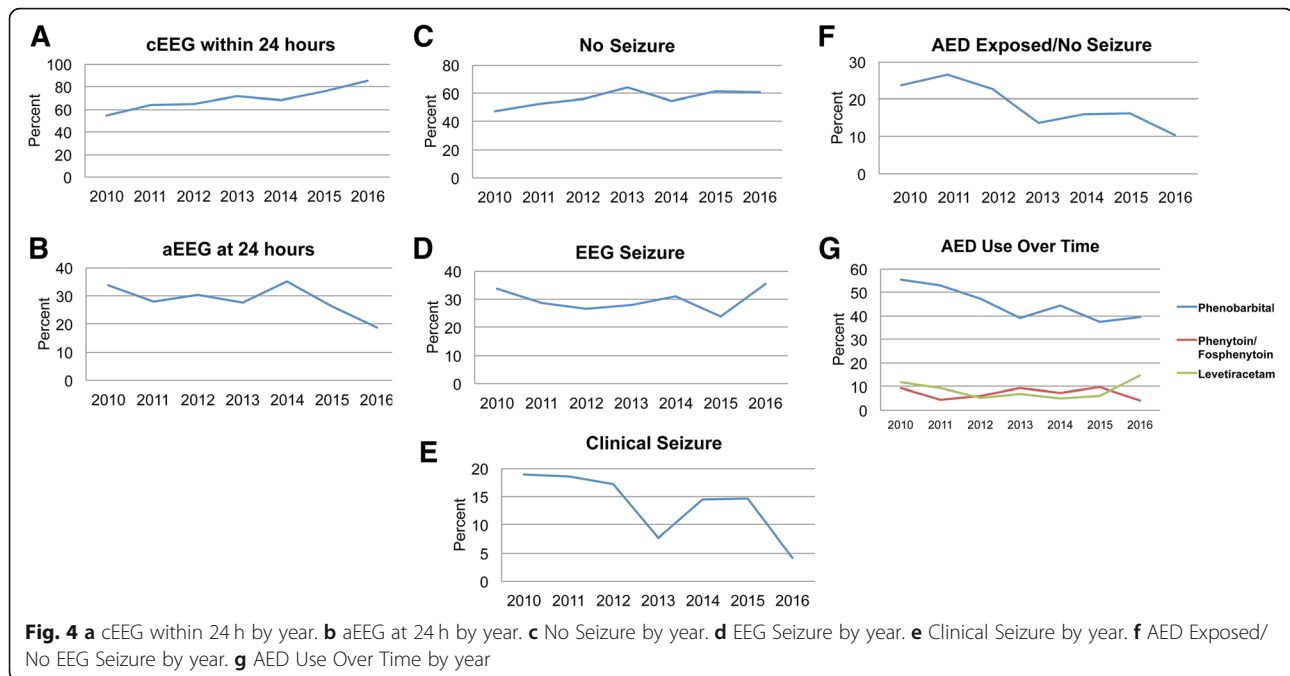 A
cEEG within 24 hours
Percent
100
80
60
40
20
0
2010 2011 2012 2013 2014 2015 2016
B
aEEG at 24 hours
Percent
40
30
20
10
0
2010 2011 2012 2013 2014 2015 2016
C
No Seizure
Percent
80
60
40
20
0
2010 2011 2012 2013 2014 2015 2016
D
EEG Seizure
Percent
40
30
20
10
0
2010 2011 2012 2013 2014 2015 2016
E
Clinical Seizure
Percent
20
15
10
5
0
2010 2011 2012 2013 2014 2015 2016
F
AED Exposed/No Seizure
Percent
30
20
10
0
2010 2011 2012 2013 2014 2015 2016
G
AED Use Over Time
Percent
60
50
40
30
20
10
0
2010 2011 2012 2013 2014 2015 2016
Phenobarbital
Phenytoin/
Fosphenytoin
Levetiracetam
Fig. 4 a cEEG within 24 h by year. b aEEG at 24 h by year. c No Seizure by year. d EEG Seizure by year. e Clinical Seizure by year. f AED Exposed/
No EEG Seizure by year. g AED Use Over Time by year